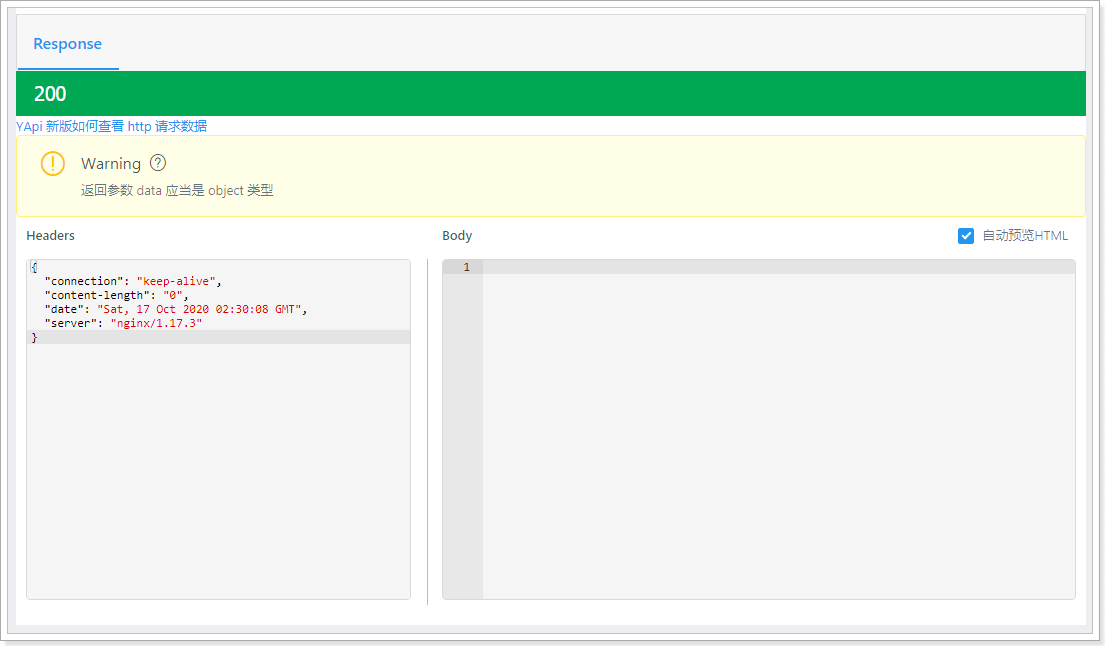 Response
200
YApi 新版如何查看 http 请求数据
Warning
返回参数 data 应当是 object 类型
Headers
Body
自动预览HTML
{
"connection": "keep-alive",
"content-length": "0",
"date": "Sat, 17 Oct 2020 02:30:08 GMT",
"server": "nginx/1.17.3"
}
1